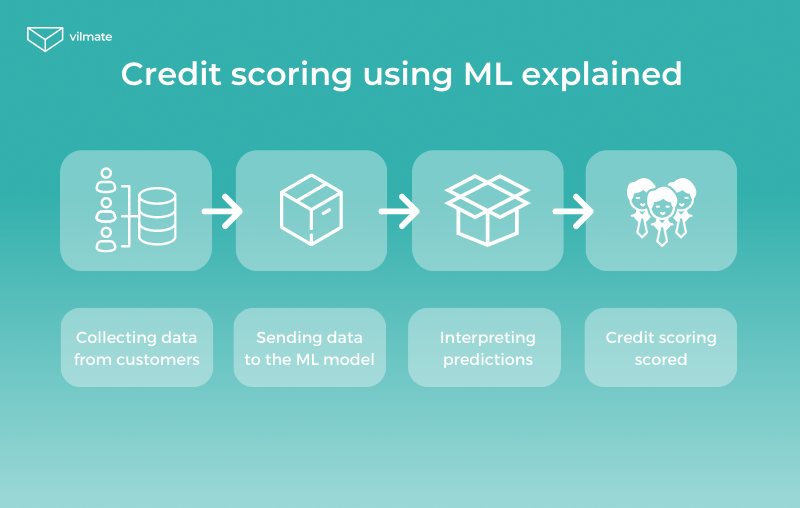 vilmate
Credit scoring using ML explained
Collecting data
from customers
Sending data
to the ML model
Interpreting
predictions
Credit scoring
scored